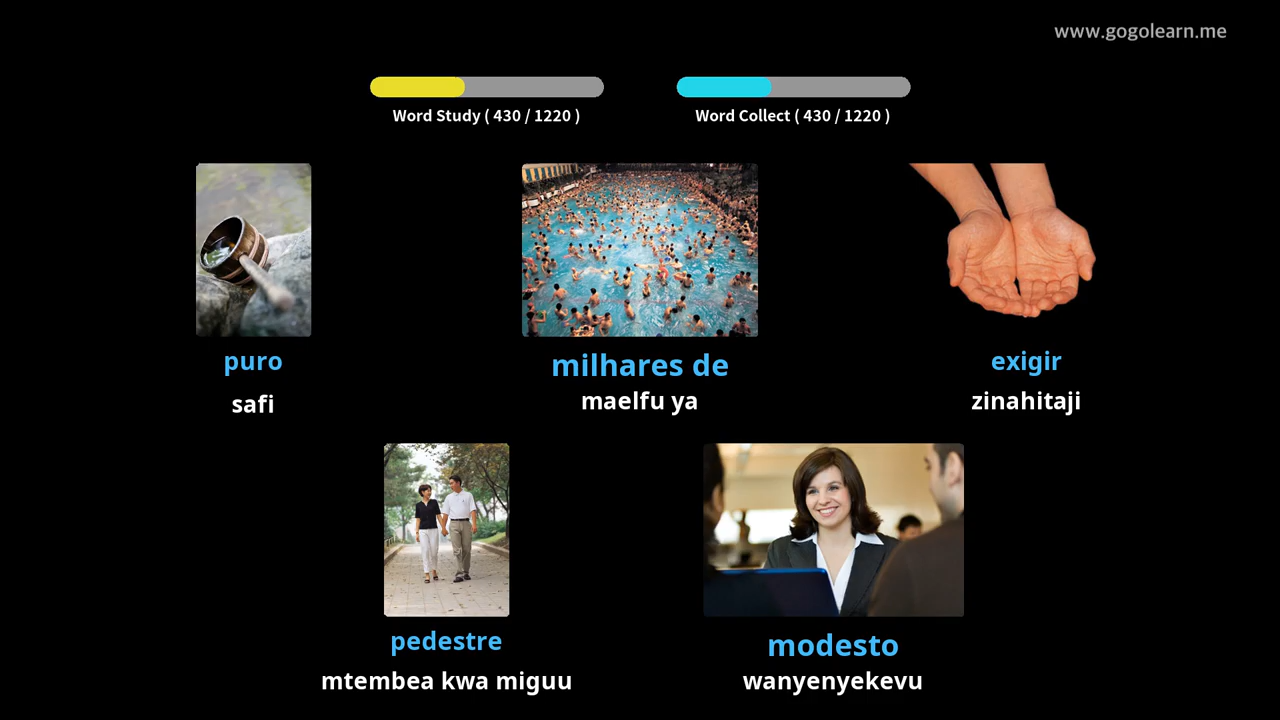 www.gogolearn.me
Word Study ( 430 / 1220 )
Word Collect ( 430 / 1220 )
puro
safi
milhares de
maelfu ya
exigir
zinahitaji
pedestre
mtembea kwa miguu
modesto
wanyenyekevu